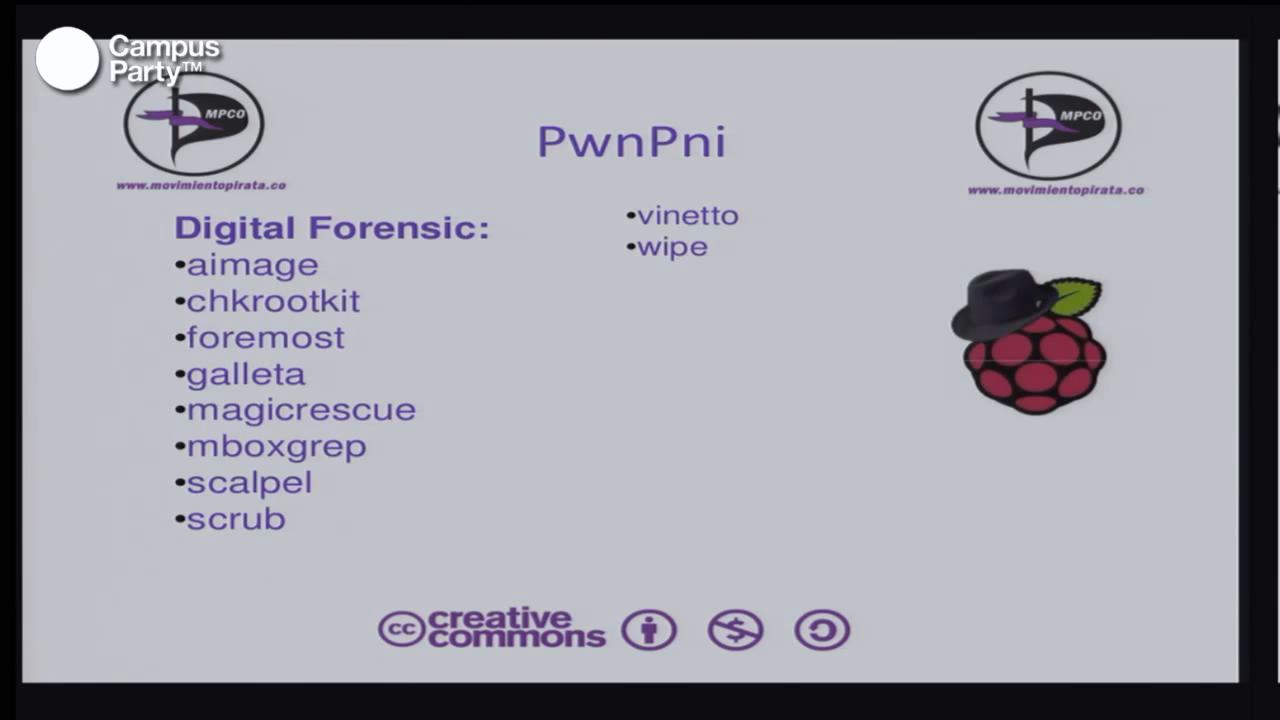 Campus
Party™
MPCO
www.movimientopirata.co
PwnPni
MPCO
www.movimientopirata.co
Digital Forensic:
•aimage
•chkrootkit
•foremost
•galleta
•magicrescue
•mboxgrep
•scalpel
•scrub
•vinetto
•wipe
cc creative
commons